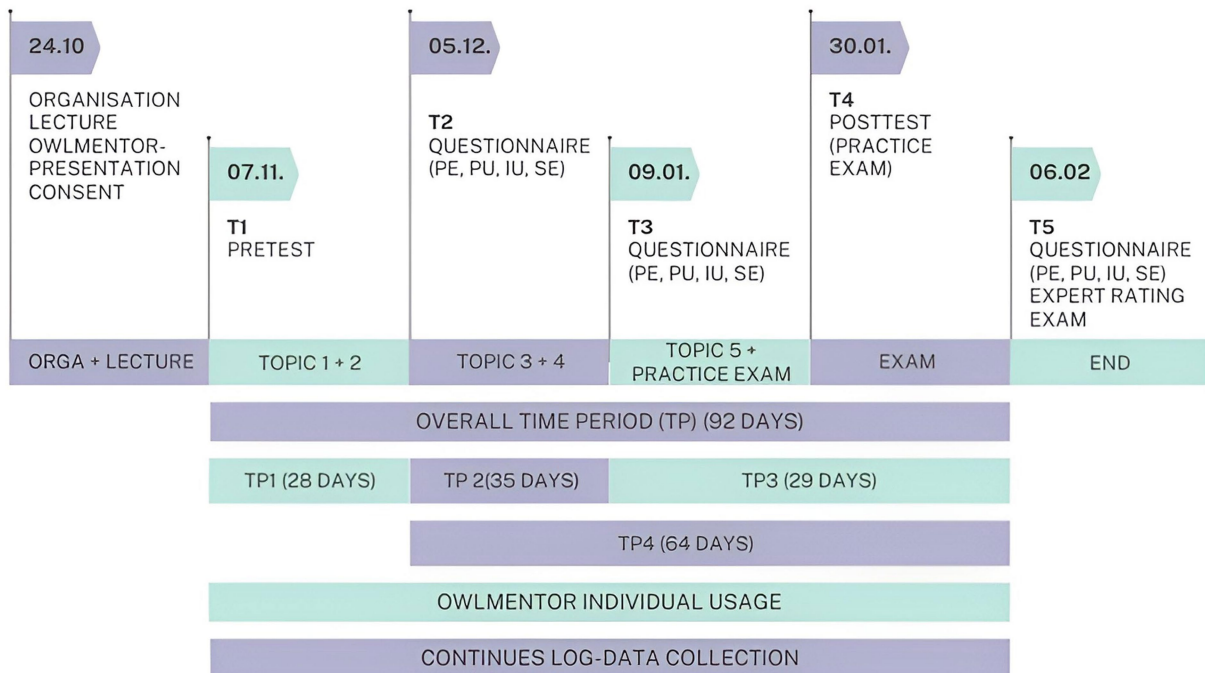 24.10
ORGANISATION
LECTURE
OWLMENTOR-
PRESENTATION
CONSENT
07.11.
T1
PRETEST
05.12.
T2
QUESTIONNAIRE
(PE, PU, IU, SE)
09.01.
T3
QUESTIONNAIRE
(PE, PU, IU, SE)
30.01.
T4
POSTTEST
(PRACTICE
EXAM)
06.02
T5
QUESTIONNAIRE
(PE, PU, IU, SE)
EXPERT RATING
EXAM
ORGA + LECTURE
TOPIC 1 + 2
TOPIC 3 + 4
TOPIC 5 +
PRACTICE EXAM
EXAM
END
OVERALL TIME PERIOD (TP) (92 DAYS)
TP1 (28 DAYS)
TP 2(35 DAYS)
TP3 (29 DAYS)
TP4 (64 DAYS)
OWLMENTOR INDIVIDUAL USAGE
CONTINUES LOG-DATA COLLECTION